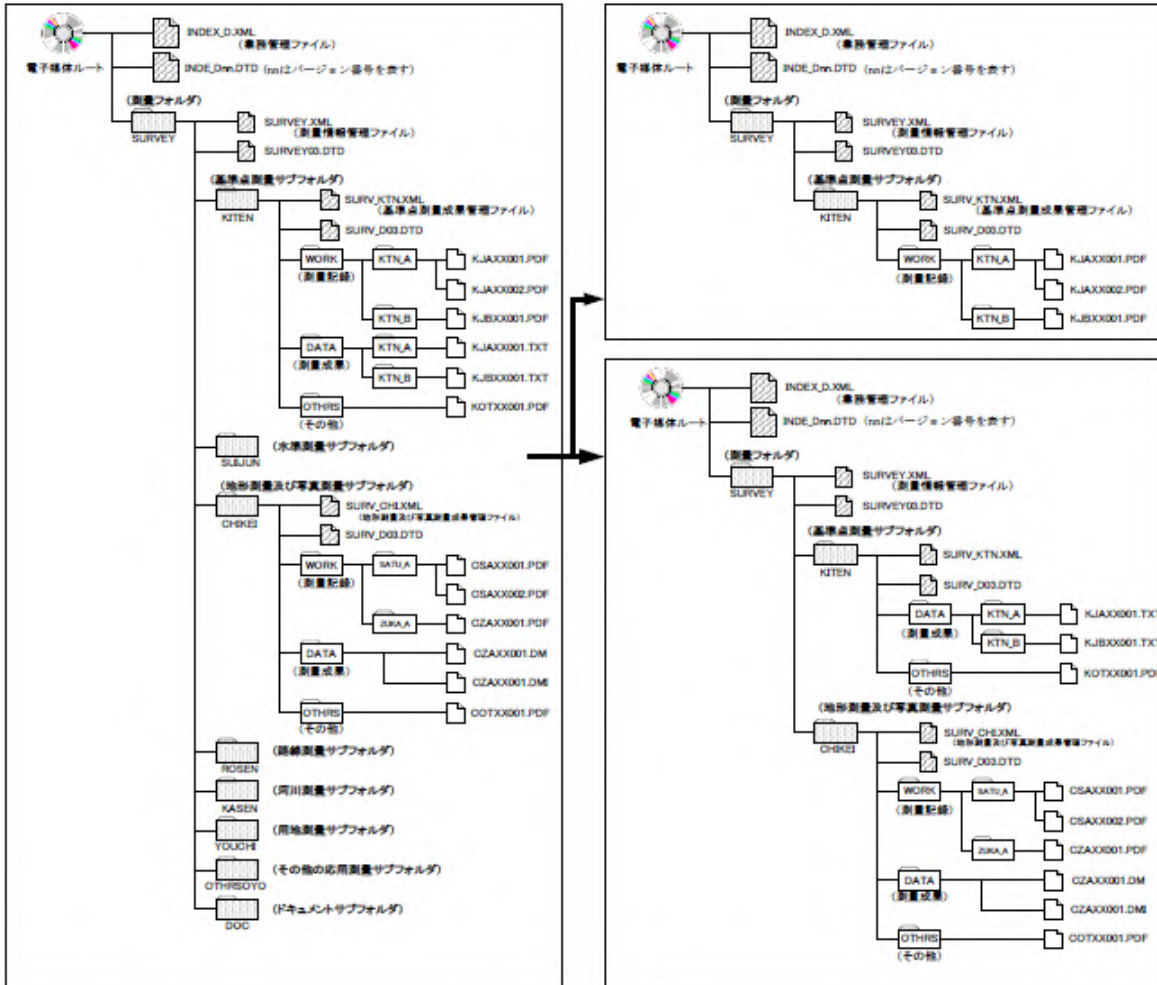 INDEX_D.XML
(業務管理ファイル)
電子媒体ルート
INDE_Dnn.DTD (nnはバージョン番号を表す)
(測量フォルダ)
SURVEY
SURVEY.XML
(測量情報管理ファイル)
SURVEY03.DTD
(基準点測量サブフォルダ)
KITEN
SURV_KTN.XML
(基準点測量成果管理ファイル)
SURV_D03.DTD
WORK
(測量記録)
KTN_A
KJAXX001.PDF
KJAXX002.PDF
KTN_B
KJBXX001.PDF
DATA
(測量成果)
KTN_A
KJAXX001.TXT
KTN_B
KJBXX001.TXT
OTHRS
(その他)
KOTXX001.PDF
SUIJUN
(水準測量サブフォルダ)
(地形測量及び写真測量サブフォルダ)
CHIKEI
SURV_CHI.XML
(地形測量及び写真測量成果管理ファイル)
SURV_D03.DTD
WORK
(測量記録)
SATU_A
CSAXX001.PDF
CSAXX002.PDF
ZUKA_A
CZAXX001.PDF
DATA
(測量成果)
CZAXX001.DM
CZAXX001.DMI
OTHRS
(その他)
COTXX001.PDF
ROSEN
(路線測量サブフォルダ)
KASEN
(河川測量サブフォルダ)
YOUCHI
(用地測量サブフォルダ)
OTHRSOYO
(その他の応用測量サブフォルダ)
DOC
(ドキュメントサブフォルダ)
INDEX_D.XML
(業務管理ファイル)
電子媒体ルート
INDE_Dnn.DTD (nnはバージョン番号を表す)
(測量フォルダ)
SURVEY
SURVEY.XML
(測量情報管理ファイル)
SURVEY03.DTD
(基準点測量サブフォルダ)
KITEN
SURV_KTN.XML
(基準点測量成果管理ファイル)
SURV_D03.DTD
WORK
(測量記録)
KTN_A
KJAXX001.PDF
KJAXX002.PDF
KTN_B
KJBXX001.PDF
INDEX_D.XML
(業務管理ファイル)
電子媒体ルート
INDE_Dnn.DTD (nnはバージョン番号を表す)
(測量フォルダ)
SURVEY
SURVEY.XML
(測量情報管理ファイル)
SURVEY03.DTD
(基準点測量サブフォルダ)
KITEN
SURV_KTN.XML
SURV_D03.DTD
DATA
(測量成果)
KTN_A
KJAXX001.TXT
KTN_B
KJBXX001.TXT
OTHRS
(その他)
KOTXX001.PDF
(地形測量及び写真測量サブフォルダ)
CHIKEI
SURV_CHI.XML
(地形測量及び写真測量成果管理ファイル)
SURV_D03.DTD
WORK
(測量記録)
SATU_A
CSAXX001.PDF
CSAXX002.PDF
ZUKA_A
CZAXX001.PDF
DATA
(測量成果)
CZAXX001.DM
CZAXX001.DMI
OTHRS
(その他)
COTXX001.PDF